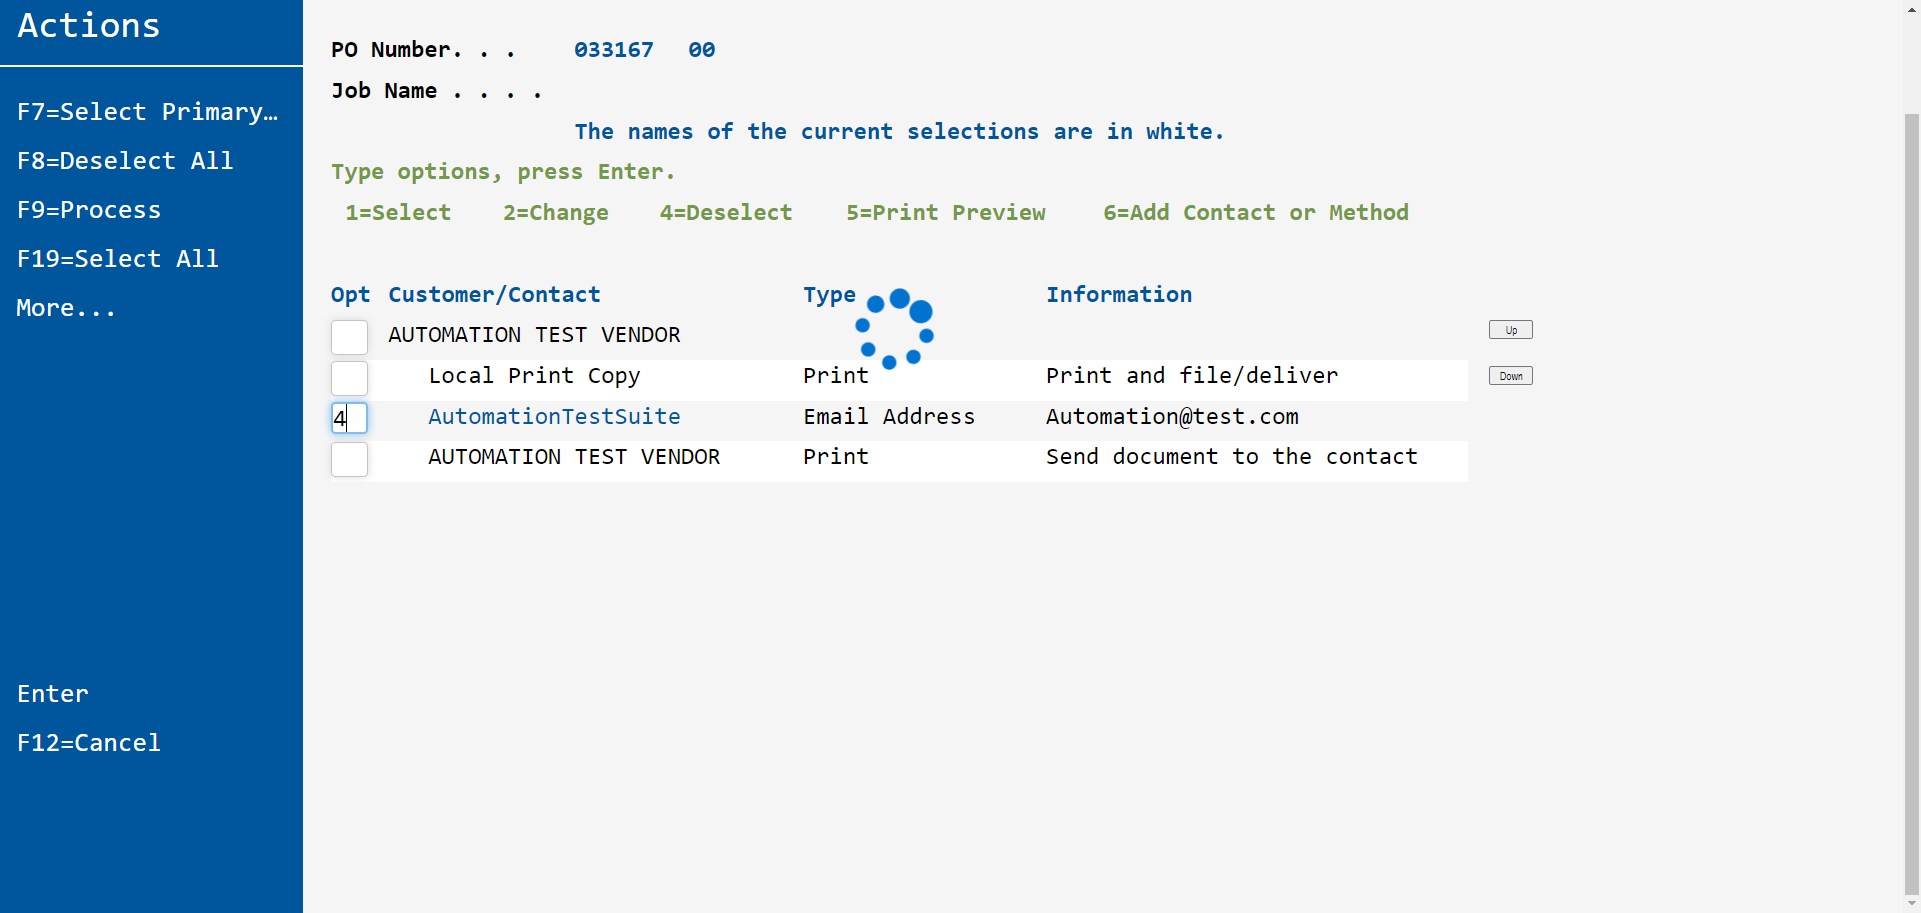 Actions
F7=Select Primary…
F8=Deselect All
F9=Process
F19=Select All
More...
Enter
F12=Cancel
PO Number. . . 033167 00
Job Name . . . .
The names of the current selections are in white.
Type options, press Enter.
1=Select 2=Change 4=Deselect 5=Print Preview 6=Add Contact or Method
Opt Customer/Contact Type Information
AUTOMATION TEST VENDOR Up
Local Print Copy Print Print and file/deliver Down
4 AutomationTestSuite Email Address Automation@test.com
AUTOMATION TEST VENDOR Print Send document to the contact